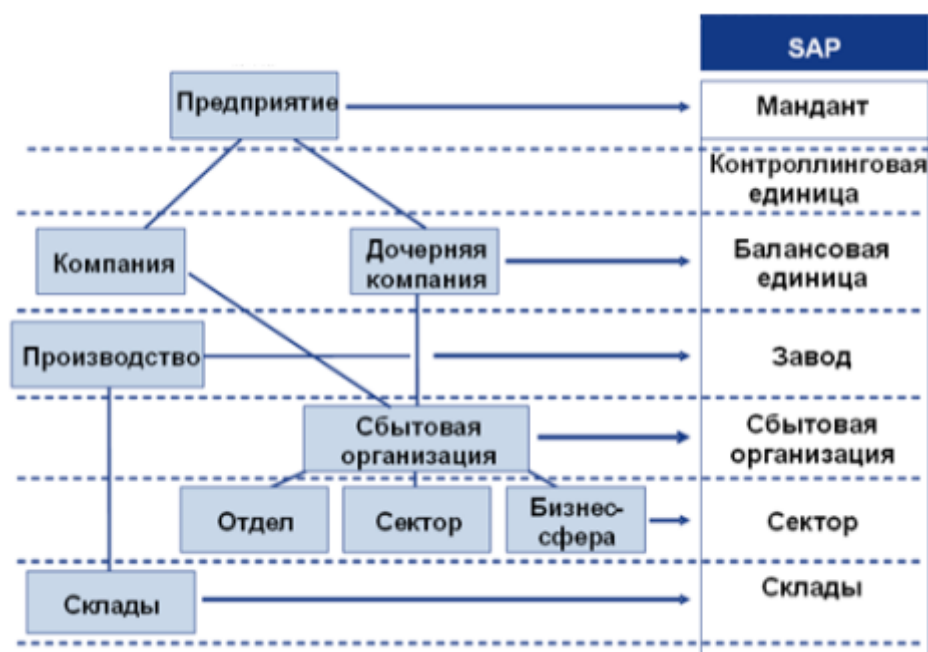 SAP
Предприятие
Мандант
Контроллинговая
единица
Компания
Дочерняя
компания
Балансовая
единица
Производство
Завод
Сбытовая
организация
Сбытовая
организация
Отдел
Сектор
Бизнес-
сфера
Сектор
Склады
Склады